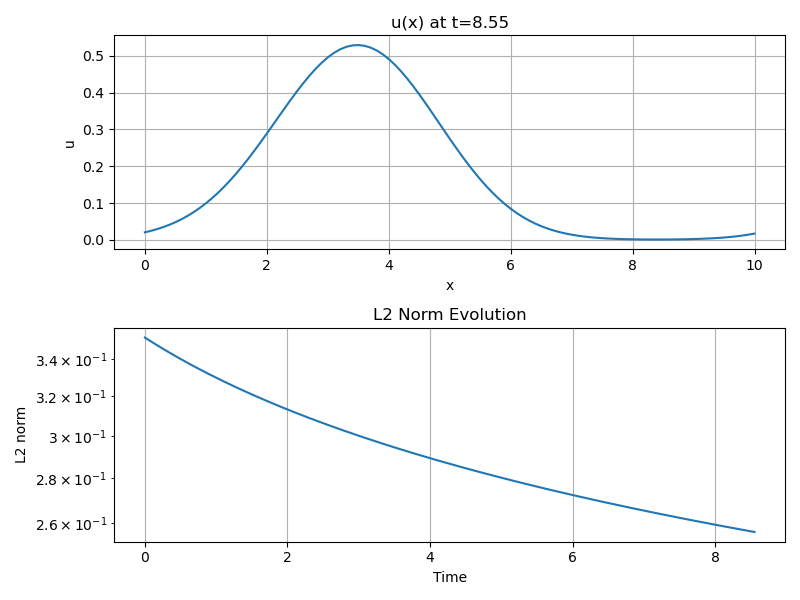 u(x) at t=8.55
0.5
0.4
0.3
0.2
0.1
0.0
u
0 2 4 6 8 10
x
L2 Norm Evolution
3.4 × 10⁻¹
3.2 × 10⁻¹
3 × 10⁻¹
2.8 × 10⁻¹
2.6 × 10⁻¹
L2 norm
0 2 4 6 8
Time